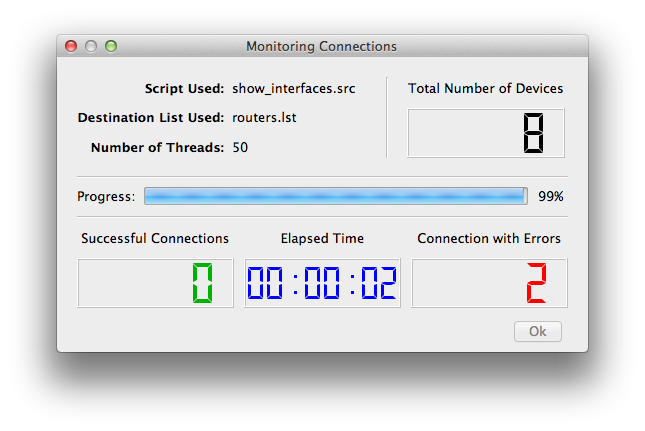 Monitoring Connections
Script Used: show_interfaces.src
Total Number of Devices
Destination List Used: routers.lst
8
Number of Threads: 50
Progress: 99%
Successful Connections
Elapsed Time
Connection with Errors
0
00:00:02
2
Ok